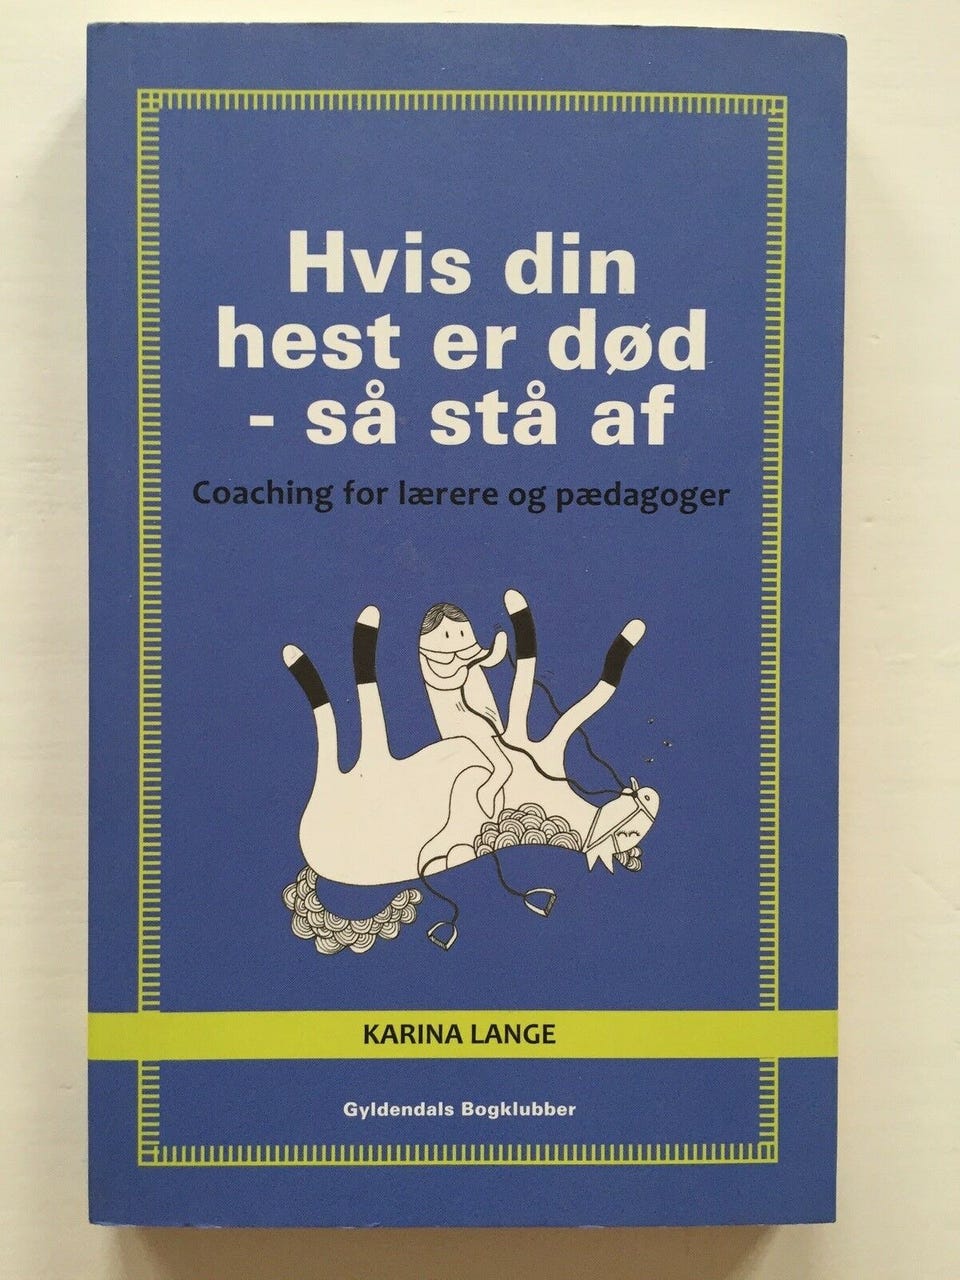 Hvis din
hest er død
- så stå af
Coaching for lærere og pædagoger
KARINA LANGE
Gyldendals Bogklubber